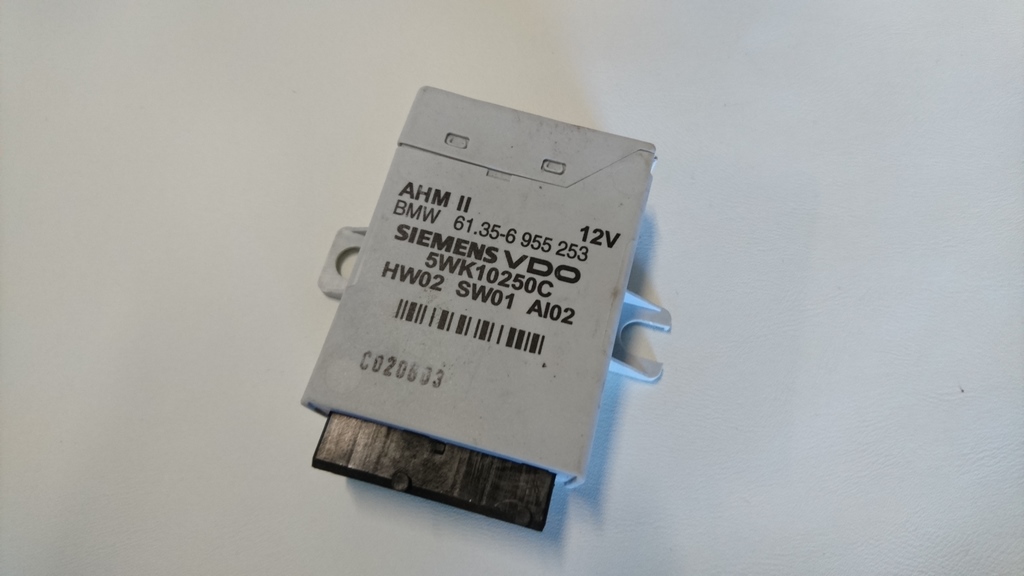 AHM II
12V
BMW 61.35-6 955 253
SIEMENS VDO
5WK10250C
HW02 SW01 AI02
C020603